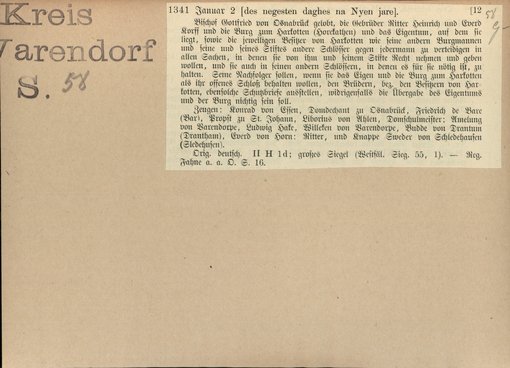 Kreis
Warendorf
S. 58
1341 Januar 2 [des negesten daghes na Nyen jare]. [12
58
Bischof Gottfried von Osnabrück gelobt, die Gebrüder Ritter Heinrich und Everd
Korff und die Burg zum Harkotten (Horckathen) und das Eigentum, auf dem sie
liegt, sowie die jeweiligen Besitzer von Harkotten wie seine andern Burgmannen
und seine und seines Stiftes andere Schlösser gegen jedermann zu verteidigen in
allen Sachen, in denen sie von ihm und seinem Stifte Recht nehmen und geben
wollen, und sie auch in seinen andern Schlössern, in denen es für sie nötig ist, zu
halten. Seine Nachfolger sollen, wenn sie das Eigen und die Burg zum Harkotten
als ihr offenes Schloß behalten wollen, den Brüdern, bez. den Besitzern von Har-
kotten, ebensolche Schutzbriefe ausstellen, widrigenfalls die Übergabe des Eigentums
und der Burg nichtig sein soll.
Zeugen: Konrad von Essen, Domdechant zu Osnabrück, Friedrich de Bare
(Bar), Propst zu St. Johann, Liborius von Ahlen, Domschulmeister; Amelung
von Varendorpe, Ludwig Hake, Willeken von Varendorpe, Budde von Drantum
(Dranthem), Everd von Horn: Ritter, und Knappe Sweder von Schledehausen
(Sledehusen).
Orig. deutsch. II H 1d; großes Siegel (Westfäl. Sieg. 55, 1). — Reg.
Fahne a. a. O. S. 16.